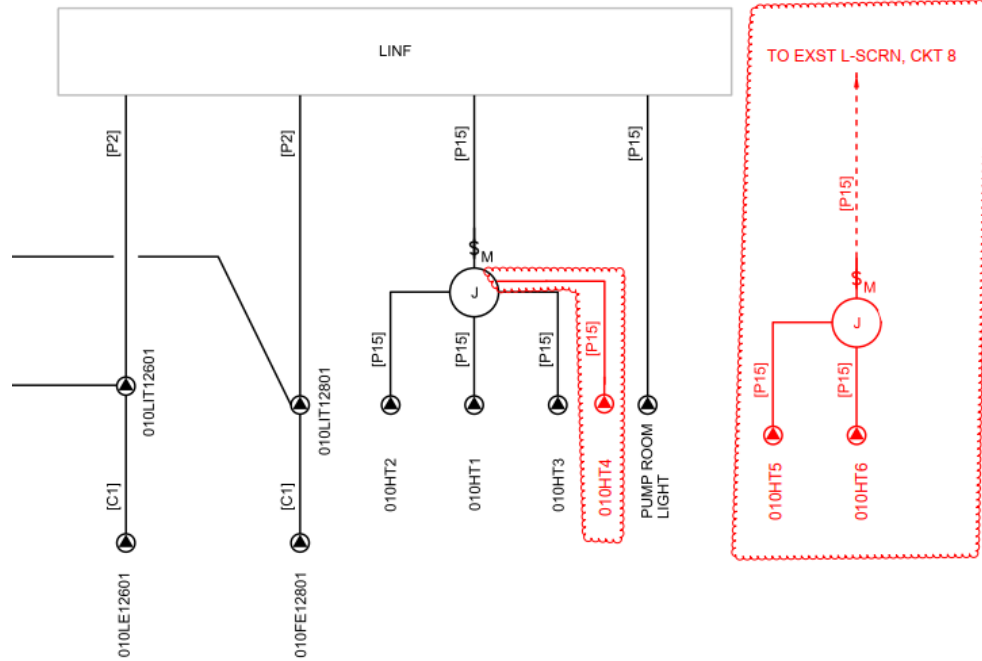 LINF
TO EXST L-SCRN, CKT 8
[P2]
[P2]
[P15]
[P15]
[P15]
$M
J
$M
J
[P15]
[P15]
[P15]
[P15]
[P15]
[P15]
010LIT12601
010LIT12801
010HT2
010HT1
010HT3
010HT4
PUMP ROOM
LIGHT
010HT5
010HT6
[C1]
[C1]
010LE12601
010FE12801